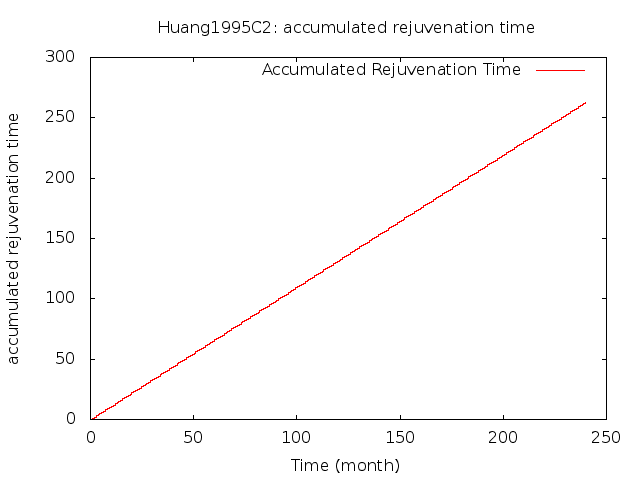 Huang1995C2: accumulated rejuvenation time
300
250
200
150
100
50
0
accumulated rejuvenation time
Accumulated Rejuvenation Time
0 50 100 150 200 250
Time (month)